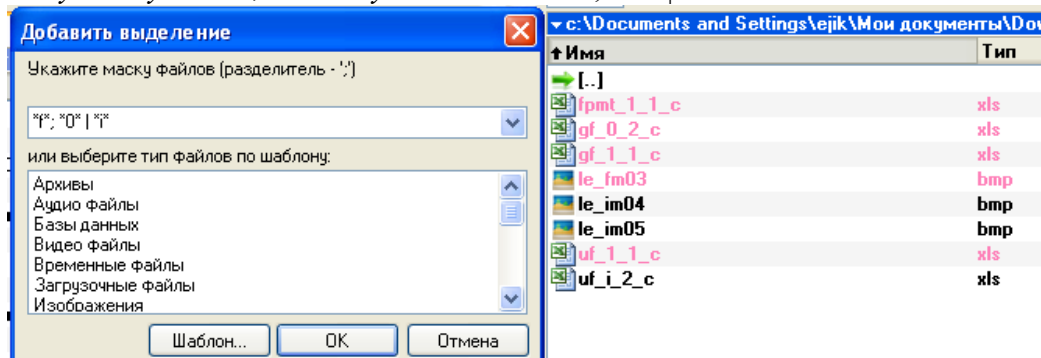 Добавить выделение
Укажите маску файлов (разделитель - ';')
*f*; *0* | *i*
или выберите тип файлов по шаблону:
Архивы
Аудио файлы
Базы данных
Видео файлы
Временные файлы
Загрузочные файлы
Изображения
Шаблон... ОК Отмена
c:\Documents and Settings\ejik\Мои документы\Dow
Имя Тип
[..]
fpmt_1_1_c xls
gf_0_2_c xls
gf_1_1_c xls
le_fm03 bmp
le_im04 bmp
le_im05 bmp
uf_1_1_c xls
uf_i_2_c xls